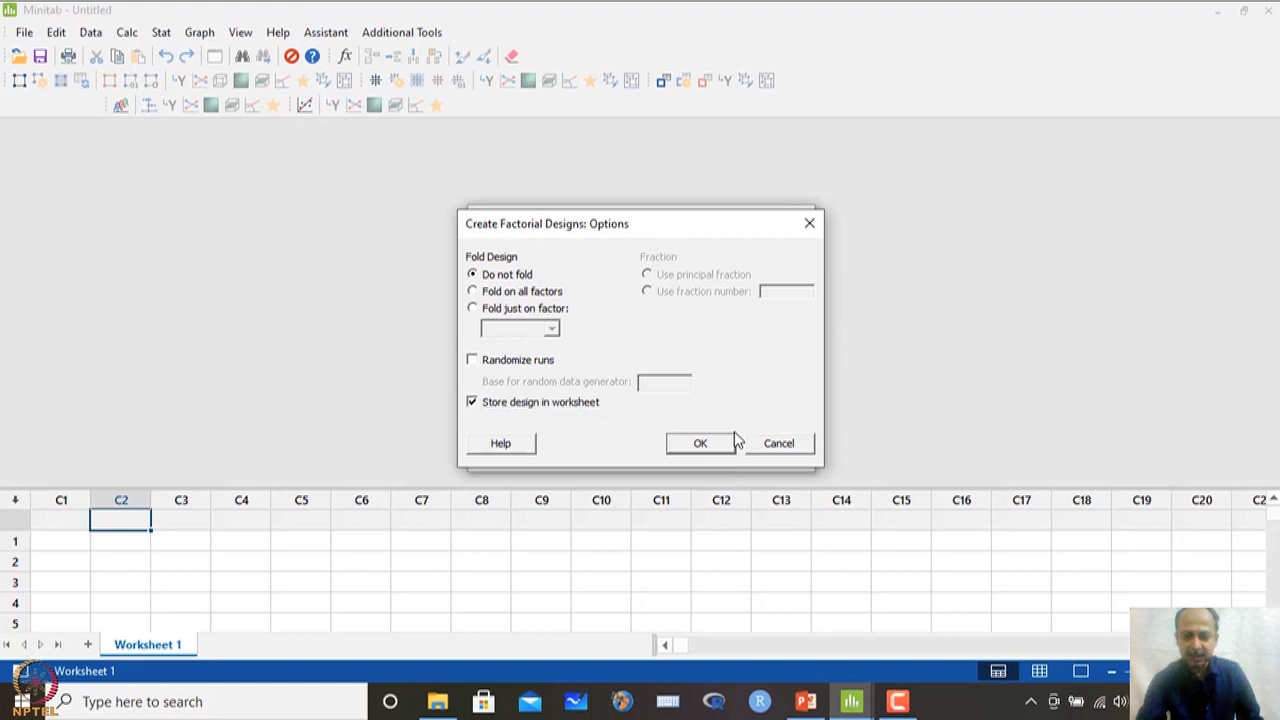 Minitab - Untitled
File Edit Data Calc Stat Graph View Help Assistant Additional Tools
Create Factorial Designs: Options
Fold Design Fraction
Do not fold Use principal fraction
Fold on all factors Use fraction number:
Fold just on factor:
Randomize runs
Base for random data generator:
Store design in worksheet
Help OK Cancel
C1 C2 C3 C4 C5 C6 C7 C8 C9 C10 C11 C12 C13 C14 C15 C16 C17 C18 C19 C20
1
2
3
4
5
Worksheet 1
Worksheet 1
Type here to search
NPTEL